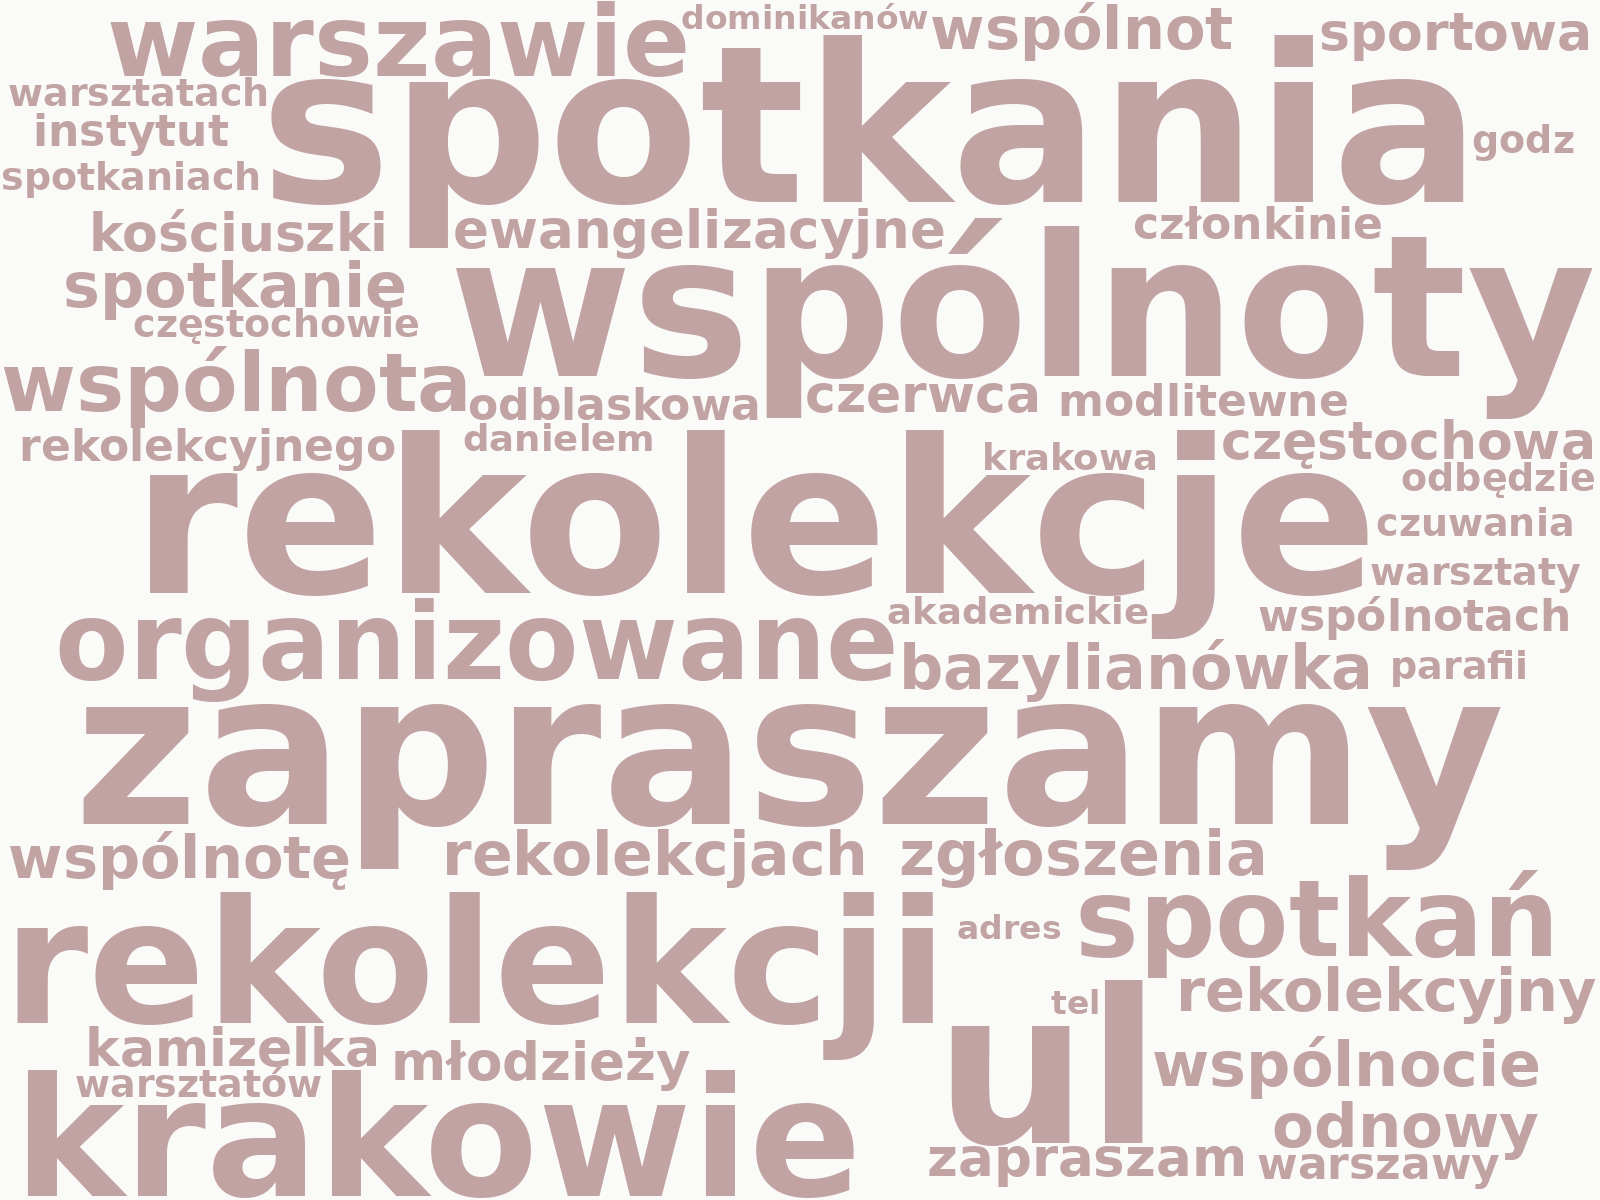 warszawie dominikanów wspólnot sportowa
warsztatach spotkania
instytut godz
spotkaniach
kościuszki ewangelizacyjne członkinie
spotkanie wspólnoty
częstochowie
wspólnota odblaskowa czerwca modlitewne
rekolekcyjnego danielem krakowa częstochowa
rekolekcje odbędzie
czuwania
warsztaty
organizowane akademickie wspólnotach
bazylianówka parafii
zapraszamy
wspólnotę rekolekcjach zgłoszenia
rekolekcji adres spotkań
tel rekolekcyjny
kamizelka młodzieży ul wspólnocie
warsztatów
krakowie odnowy
zapraszam warszawy